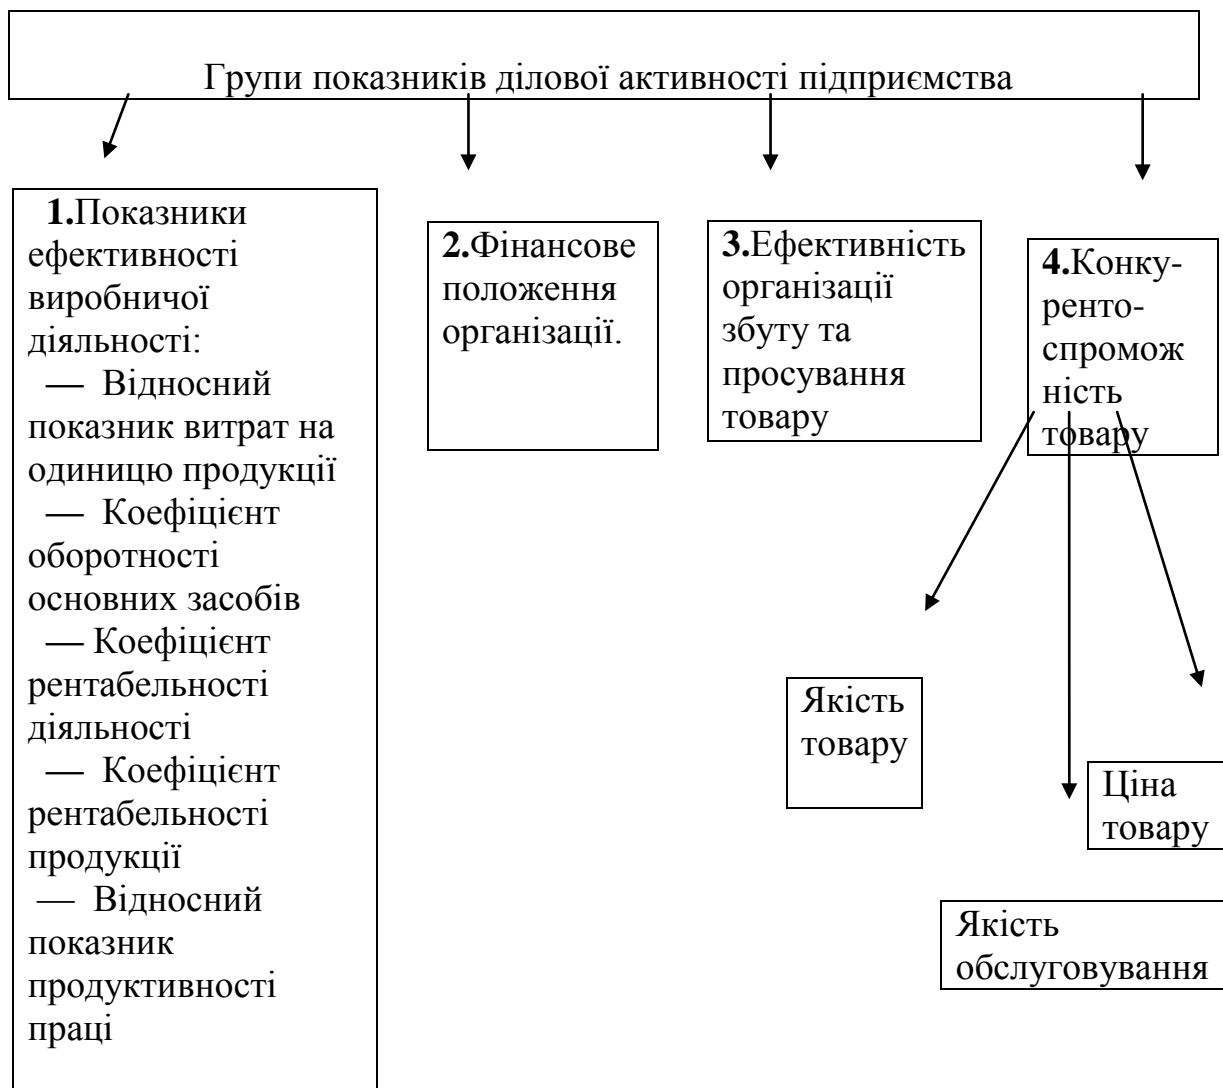 Групи показників ділової активності підприємства
1.Показники
ефективності
виробничої
діяльності:
— Відносний
показник витрат на
одиницю продукції
— Коефіцієнт
оборотності
основних засобів
— Коефіцієнт
рентабельності
діяльності
— Коефіцієнт
рентабельності
продукції
— Відносний
показник
продуктивності
праці
2.Фінансове
положення
організації.
3.Ефективність
організації
збуту та
просування
товару
4.Конку-
ренто-
спромож
ність
товару
Якість
товару
Ціна
товару
Якість
обслуговування